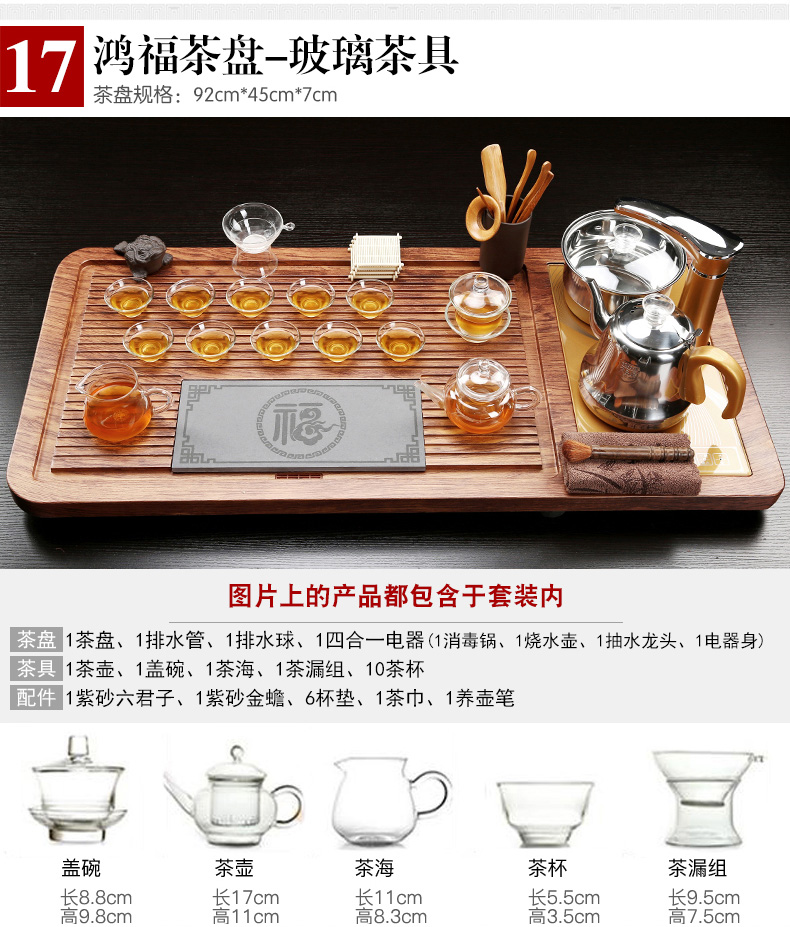 17
鸿福茶盘-玻璃茶具
茶盘规格：92cm*45cm*7cm
福
图片上的产品都包含于套装内
茶盘 1茶盘、1排水管、1排水球、1四合一电器(1消毒锅、1烧水壶、1抽水龙头、1电器身)
茶具 1茶壶、1盖碗、1茶海、1茶漏组、10茶杯
配件 1紫砂六君子、1紫砂金蟾、6杯垫、1茶巾、1养壶笔
盖碗 茶壶 茶海 茶杯 茶漏组
长8.8cm 长17cm 长11cm 长5.5cm 长9.5cm
高9.8cm 高11cm 高8.3cm 高3.5cm 高7.5cm